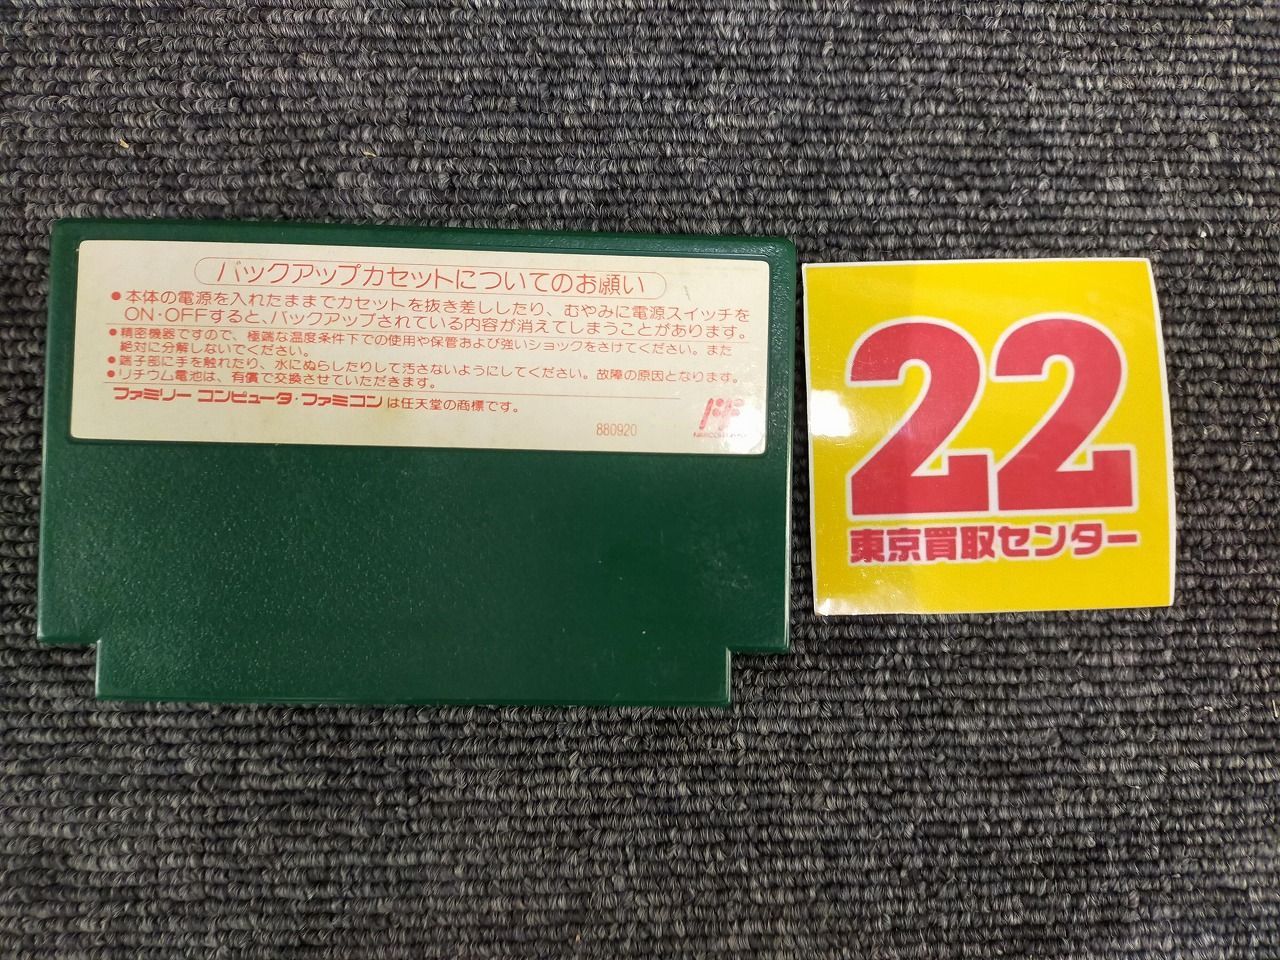 バックアップカセットについてのお願い
●本体の電源を入れたままでカセットを抜き差ししたり、むやみに電源スイッチを
ON・OFFすると、バックアップされている内容が消えてしまうことがあります。
●精密機器ですので、極端な温度条件下での使用や保管および強いショックをさけてください。また
絶対に分解しないでください。
●端子部に手を触れたり、水にぬらしたりして汚さないようにしてください。故障の原因となります。
●リチウム電池は、有償で交換させていただきます。
ファミリーコンピュータ・ファミコンは任天堂の商標です。
880920
22
東京買取センター